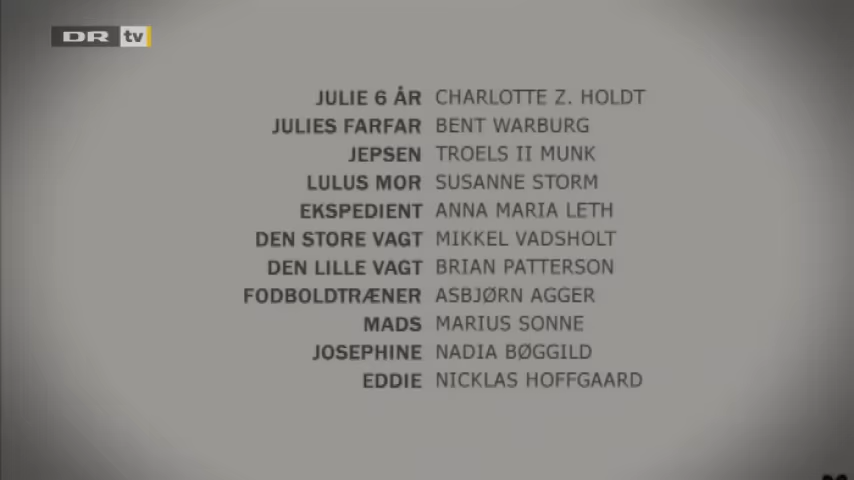 DR tv
JULIE 6 ÅR CHARLOTTE Z. HOLDT
JULIES FARFAR BENT WARBURG
JEPSEN TROELS II MUNK
LULUS MOR SUSANNE STORM
EKSPEDIENT ANNA MARIA LETH
DEN STORE VAGT MIKKEL VADSHOLT
DEN LILLE VAGT BRIAN PATTERSON
FODBOLDTRÆNER ASBJØRN AGGER
MADS MARIUS SONNE
JOSEPHINE NADIA BØGGILD
EDDIE NICKLAS HOFFGAARD